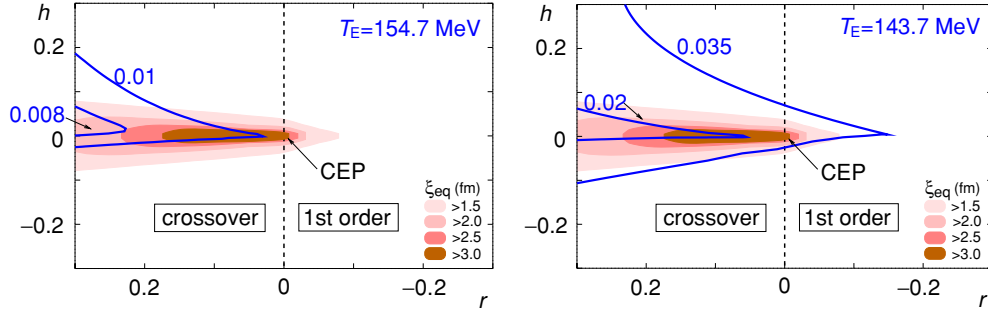 h
T_E=154.7 MeV
0.2
0.01
0.008
0
CEP
−0.2
crossover
1st order
ξeq (fm)
>1.5
>2.0
>2.5
>3.0
0.2
0
−0.2
r
h
T_E=143.7 MeV
0.035
0.2
0.02
0
CEP
−0.2
crossover
1st order
ξeq (fm)
>1.5
>2.0
>2.5
>3.0
0.2
0
−0.2
r